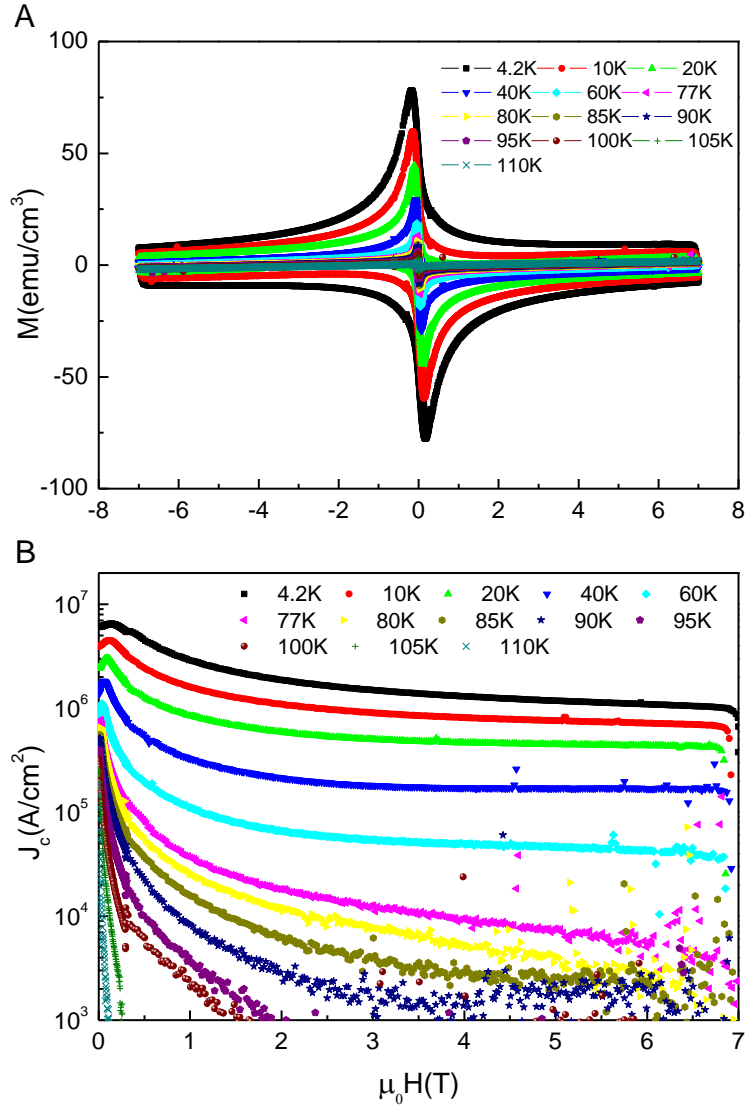 A
100
50
0
-50
-100
M(emu/cm³)
4.2K 10K 20K
40K 60K 77K
80K 85K 90K
95K 100K 105K
110K
-8 -6 -4 -2 0 2 4 6 8
B
10⁷
10⁶
10⁵
10⁴
10³
J_c(A/cm²)
4.2K 10K 20K 40K 60K
77K 80K 85K 90K 95K
100K 105K 110K
0 1 2 3 4 5 6 7
μ₀H(T)